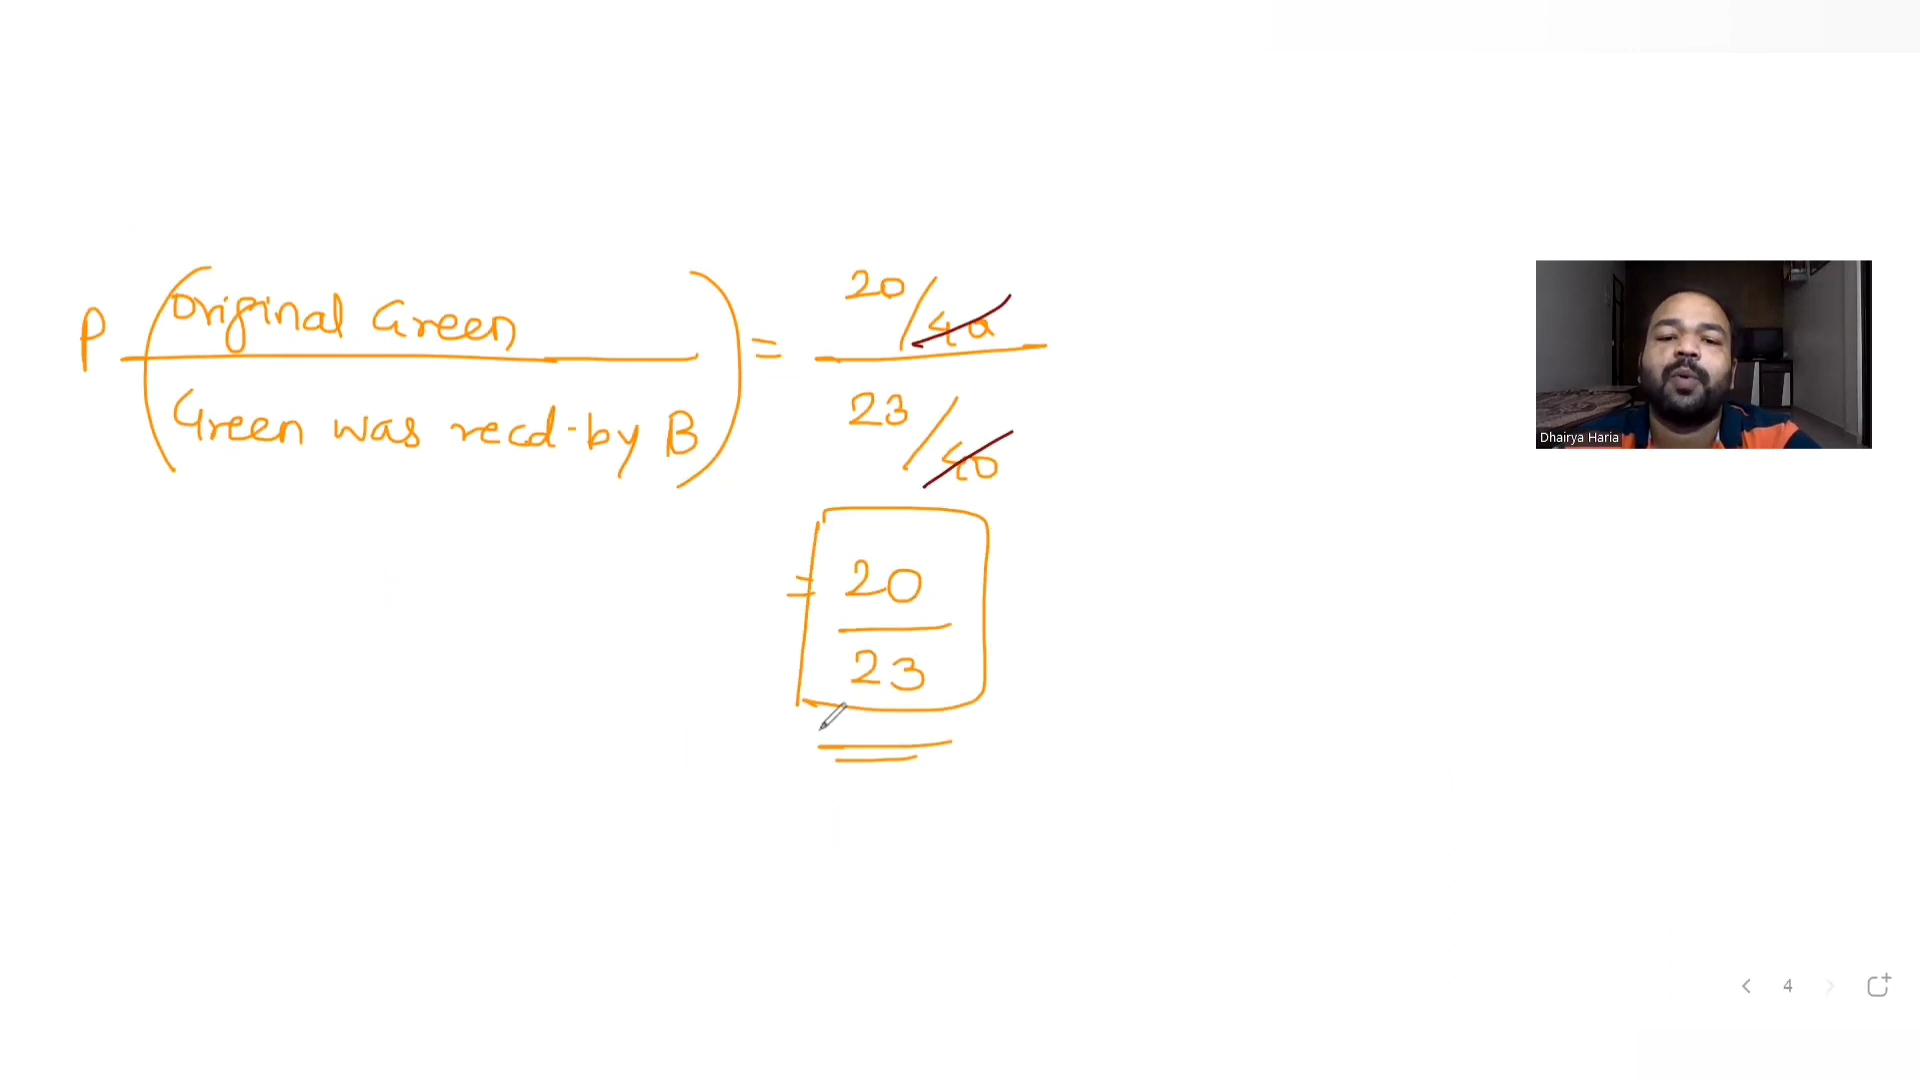 P (Original Green / Green was recd. by B) = 20/40 / 23/40
= 20/23
Dhairya Haria
4